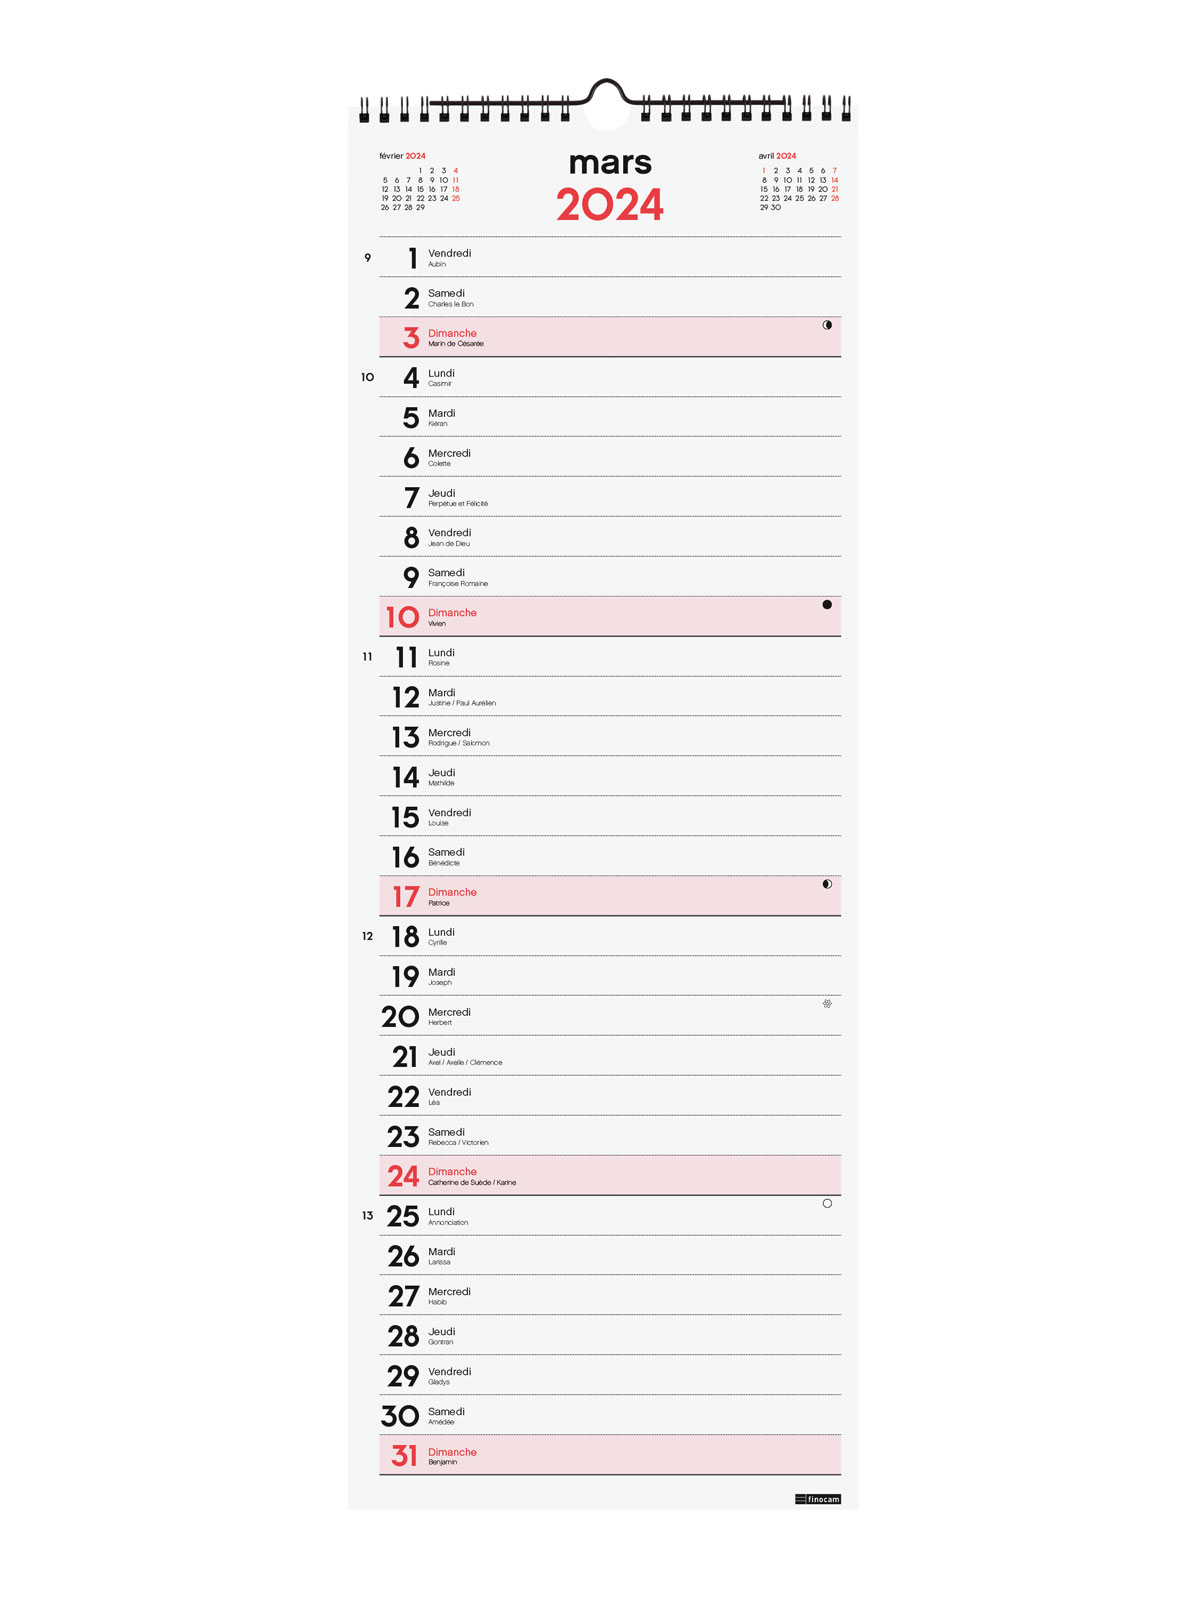 février 2024
1 2 3 4
5 6 7 8 9 10 11
12 13 14 15 16 17 18
19 20 21 22 23 24 25
26 27 28 29
mars
2024
avril 2024
1 2 3 4 5 6 7
8 9 10 11 12 13 14
15 16 17 18 19 20 21
22 23 24 25 26 27 28
29 30
9 1 Vendredi
Aubin
2 Samedi
Charles le Bon
3 Dimanche
Marin de Césarée
10 4 Lundi
Casimir
5 Mardi
Kiéran
6 Mercredi
Colette
7 Jeudi
Perpétue et Félicité
8 Vendredi
Jean de Dieu
9 Samedi
Françoise Romaine
10 Dimanche
Vivien
11 11 Lundi
Rosine
12 Mardi
Justine / Paul Aurélien
13 Mercredi
Rodrigue / Salomon
14 Jeudi
Mathilde
15 Vendredi
Louise
16 Samedi
Bénédicte
17 Dimanche
Patrice
12 18 Lundi
Cyrille
19 Mardi
Joseph
20 Mercredi
Herbert
21 Jeudi
Axel / Axelle / Clémence
22 Vendredi
Léa
23 Samedi
Rebecca / Victorien
24 Dimanche
Catherine de Suède / Karine
13 25 Lundi
Annonciation
26 Mardi
Larissa
27 Mercredi
Habib
28 Jeudi
Gontran
29 Vendredi
Gladys
30 Samedi
Amédée
31 Dimanche
Benjamin
finocam